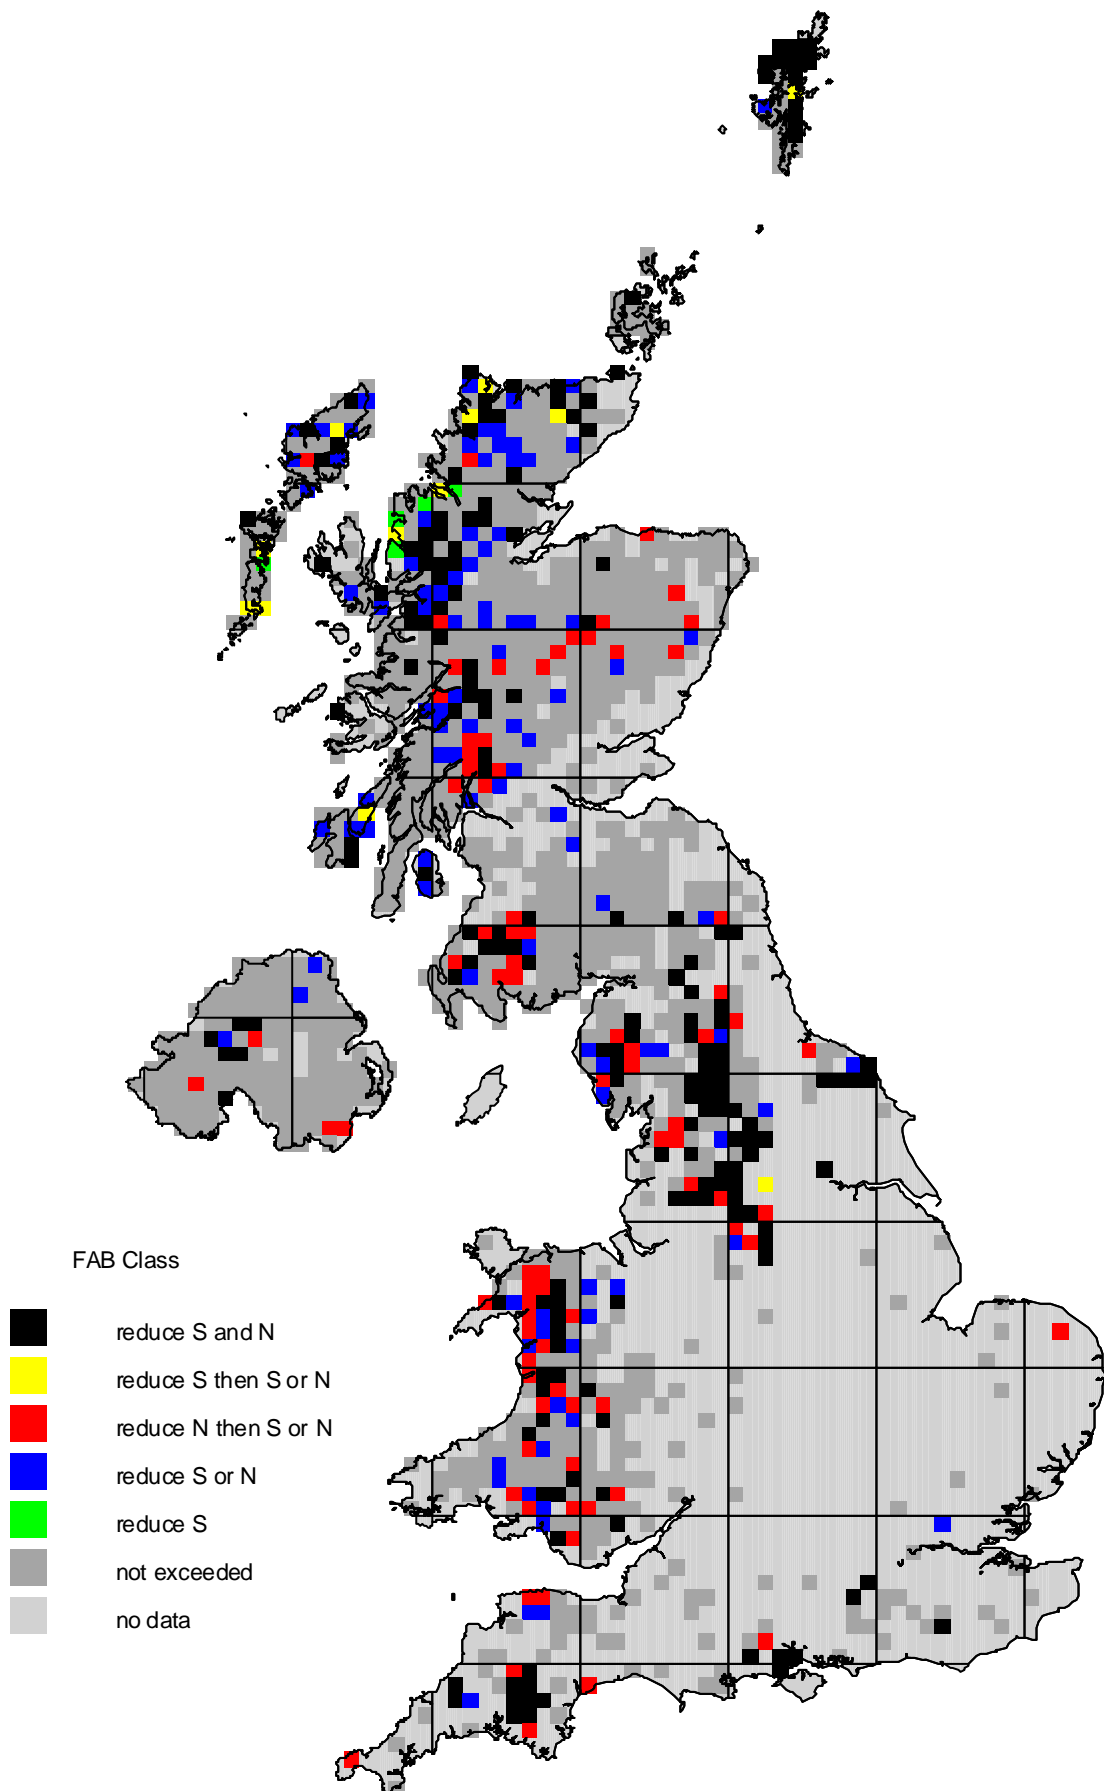 FAB Class
reduce S and N
reduce S then S or N
reduce N then S or N
reduce S or N
reduce S
not exceeded
no data